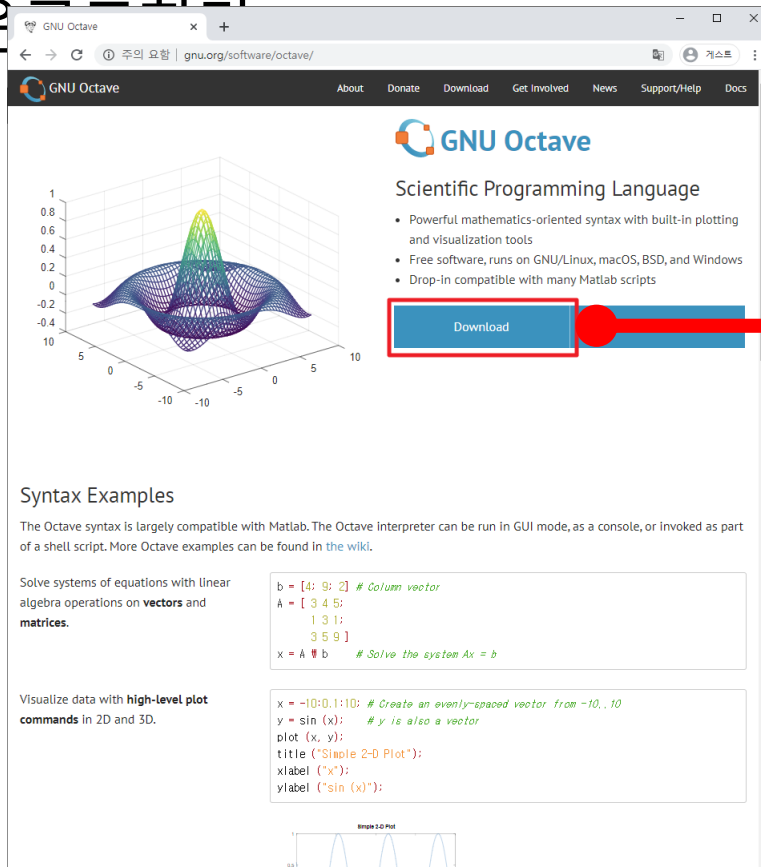 GNU Octave
주의 요함 | gnu.org/software/octave/
게스트
GNU Octave
About Donate Download Get Involved News Support/Help Docs
GNU Octave
Scientific Programming Language
• Powerful mathematics-oriented syntax with built-in plotting
and visualization tools
• Free software, runs on GNU/Linux, macOS, BSD, and Windows
• Drop-in compatible with many Matlab scripts
Download
1
0.8
0.6
0.4
0.2
0
-0.2
-0.4
10
5
0
-5
-10
-10
-5
0
5
10
Syntax Examples
The Octave syntax is largely compatible with Matlab. The Octave interpreter can be run in GUI mode, as a console, or invoked as part
of a shell script. More Octave examples can be found in the wiki.
Solve systems of equations with linear
algebra operations on vectors and
matrices.
b = [4; 9; 2] # Column vector
A = [ 3 4 5;
1 3 1;
3 5 9 ]
x = A ₩ b # Solve the system Ax = b
Visualize data with high-level plot
commands in 2D and 3D.
x = -10:0.1:10; # Create an evenly-spaced vector from -10..10
y = sin (x); # y is also a vector
plot (x, y);
title ("Simple 2-D Plot");
xlabel ("x");
ylabel ("sin (x)");
Simple 2-D Plot
1